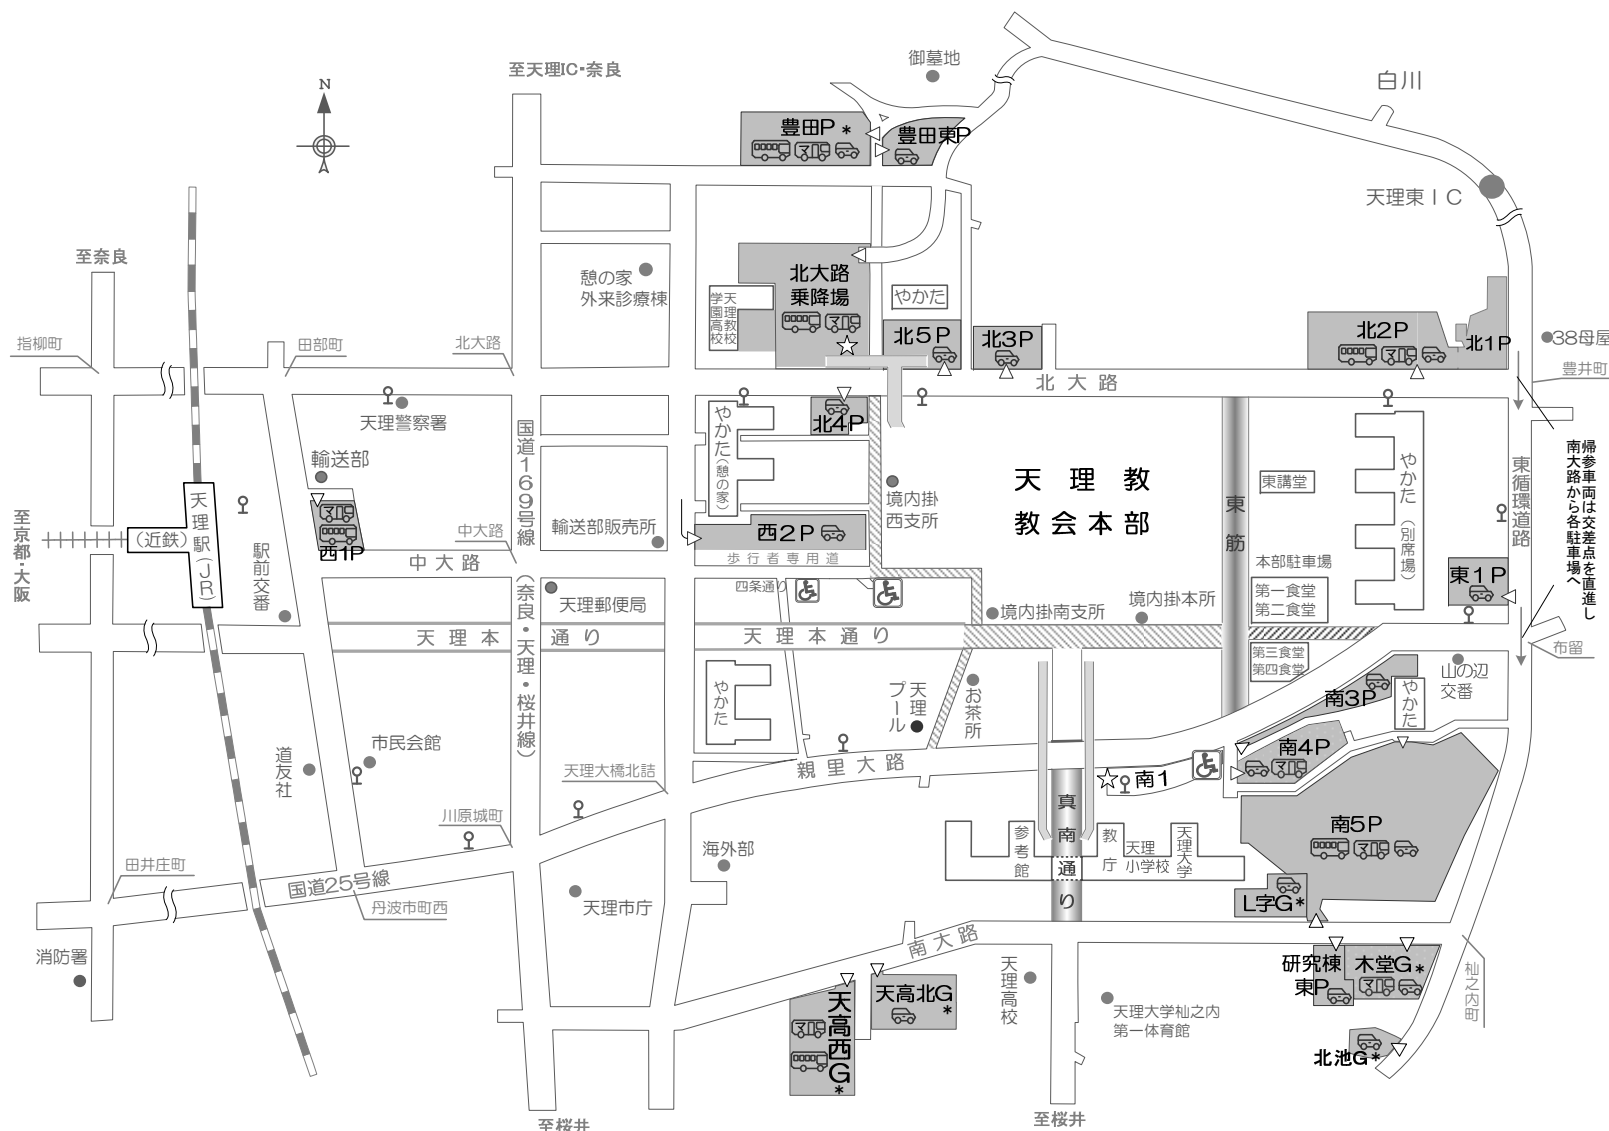 至天理IC・奈良
御墓地
白川
N
豊田P *
豊田東P
天理東IC
至奈良
憩の家
外来診療棟
天理教校
学園高校
北大路
乗降場
やかた
北5P
北3P
北2P
北1P
38母屋
豊井町
指柳町
田部町
北大路
北大路
天理警察署
やかた
(憩の家)
北4P
輸送部
国道169号線
(奈良・天理・桜井線)
境内掛
西支所
天理教
教会本部
東筋
東講堂
やかた
(別席場)
東循環道路
帰参車両は交差点を直進し
南大路から各駐車場へ
至京都・大阪
(近鉄)
天理駅(JR)
駅前交番
マイ
西1P
中大路
中大路
輸送部販売所
西2P
歩行者専用道
四条通り
本部駐車場
第一食堂
第二食堂
東1P
天理郵便局
境内掛南支所
境内掛本所
天理本通り
天理本通り
第三食堂
第四食堂
布留
やかた
天理
プール
お茶所
南3P
やかた
山の辺
交番
市民会館
道友社
天理大橋北詰
親里大路
南1
南4P
川原城町
真南通り
南5P
田井庄町
国道25号線
丹波市町西
海外部
参考館
教庁
天理
小学校
天理大学
L字G*
天理市庁
南大路
消防署
天理高校
研究棟
東P
木堂G*
杣之内町
天高西G
*
天高北G
*
天理大学杣之内
第一体育館
北池G*
至桜井
至桜井